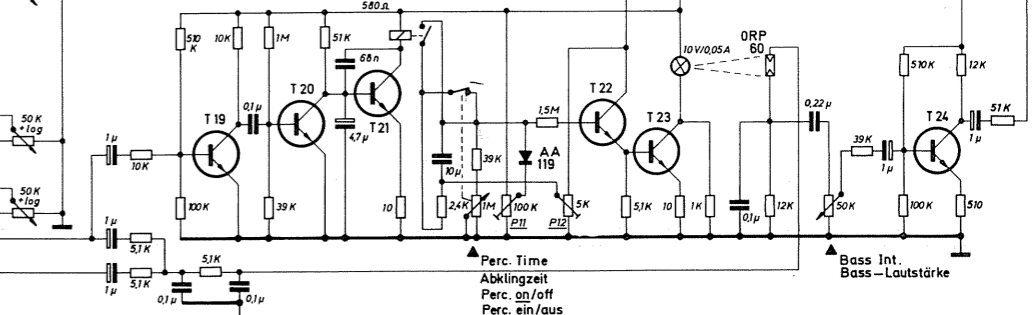 580Ω
510
K
10K
1M
51K
68n
10V/0,05A
ORP
60
510K
12K
50K
+log
0,1µ
T 19
T 20
T 21
4,7µ
1µ
10K
1,5M
T 22
T 23
0,22µ
T 24
51K
1µ
39K
1µ
10µ
39K
AA
119
50K
+log
100K
39K
10
2,4K
1M
100K
P11
5K
P12
5,1K
10
1K
0,1µ
12K
50K
100K
510
1µ
5,1K
5,1K
1µ
5,1K
0,1µ
0,1µ
Perc. Time
Abklingzeit
Perc. on/off
Perc. ein/aus
Bass Int.
Bass–Lautstärke